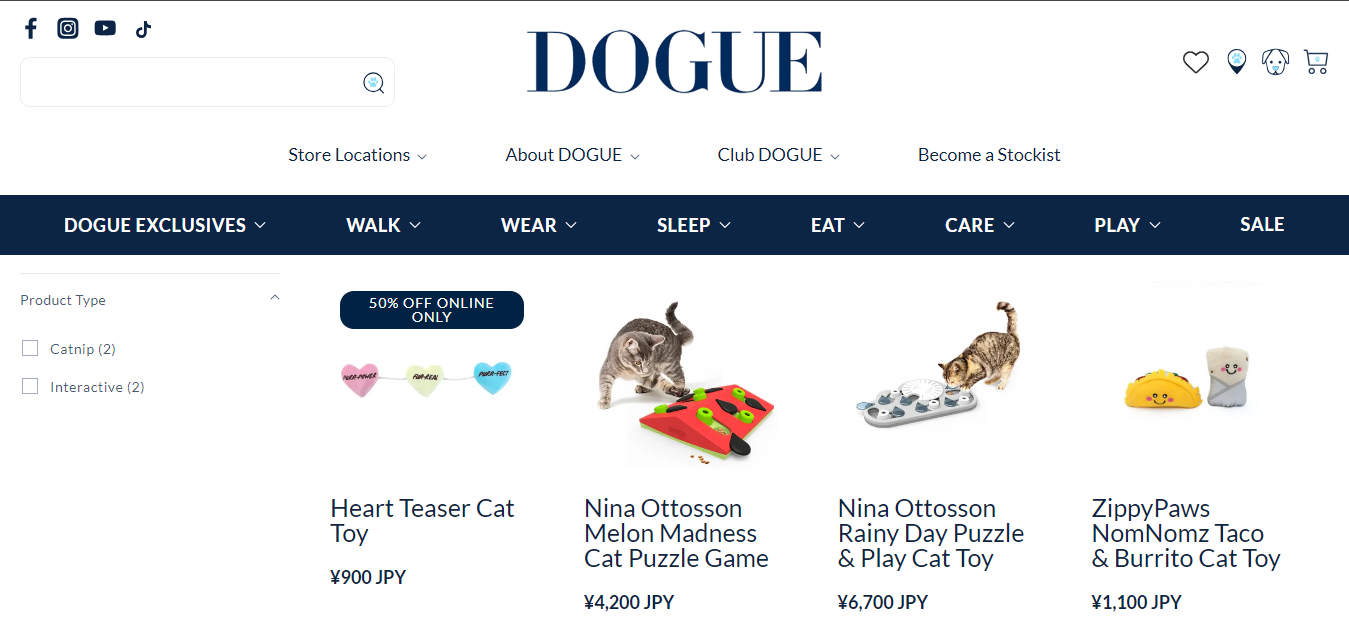 DOGUE
Store Locations
About DOGUE
Club DOGUE
Become a Stockist
DOGUE EXCLUSIVES
WALK
WEAR
SLEEP
EAT
CARE
PLAY
SALE
Product Type
Catnip (2)
Interactive (2)
50% OFF ONLINE
ONLY
PURR-POWER
FUR-REAL
PURR-FECT
Heart Teaser Cat
Toy
¥900 JPY
Nina Ottosson
Melon Madness
Cat Puzzle Game
¥4,200 JPY
Nina Ottosson
Rainy Day Puzzle
& Play Cat Toy
¥6,700 JPY
ZippyPaws
NomNomz Taco
& Burrito Cat Toy
¥1,100 JPY